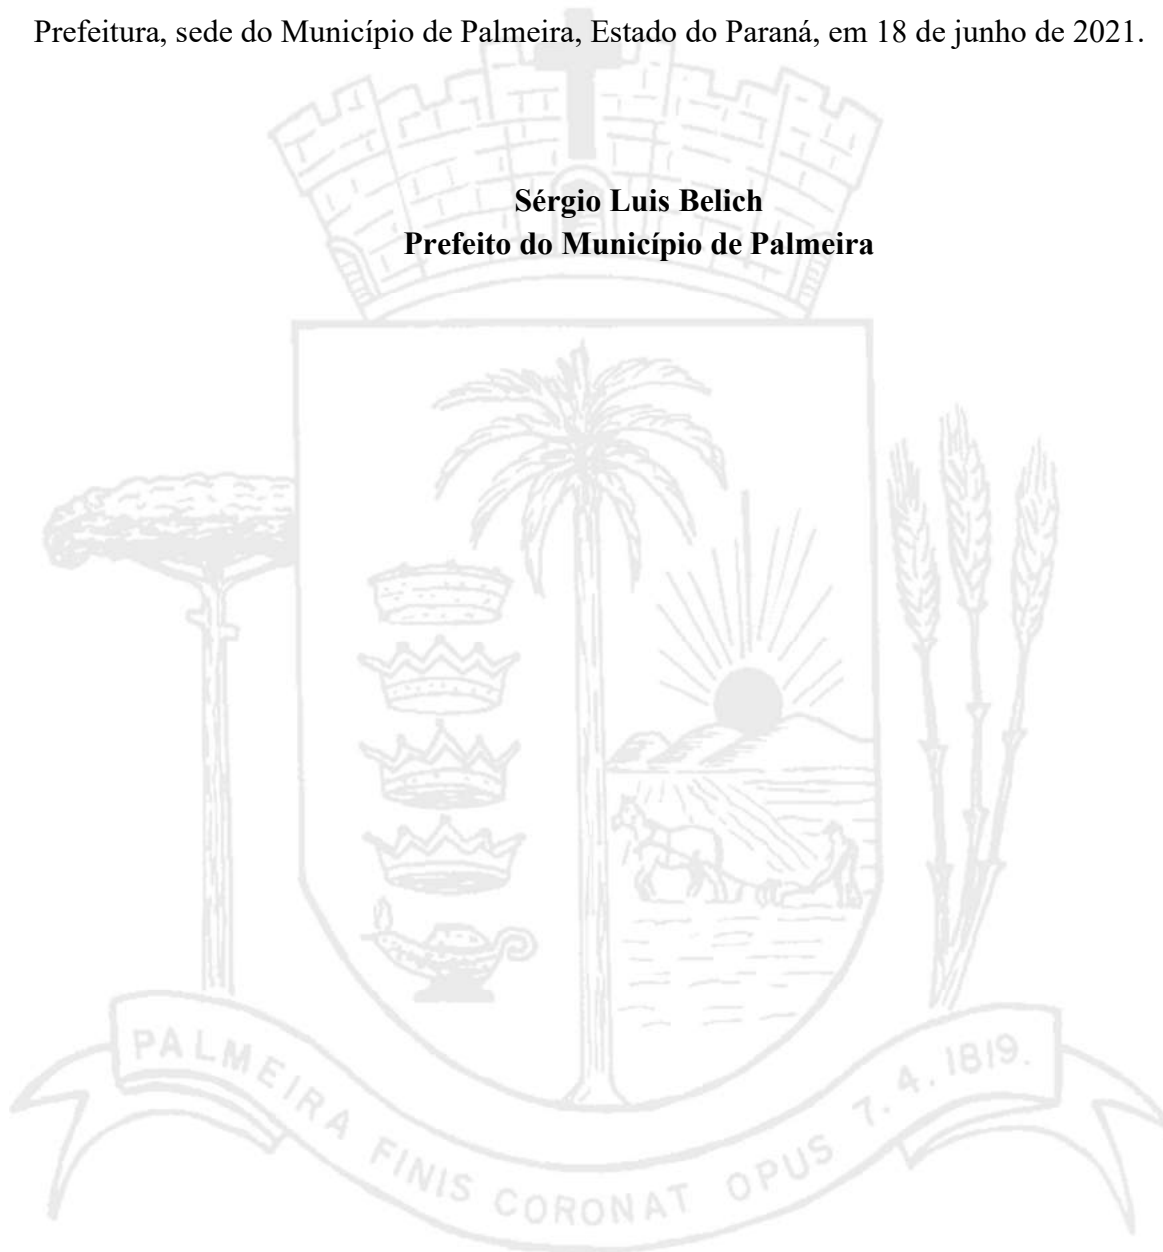 Prefeitura, sede do Município de Palmeira, Estado do Paraná, em 18 de junho de 2021.
Sérgio Luis Belich
Prefeito do Município de Palmeira
PALMEIRA FINIS CORONAT OPUS 7.4.1819.